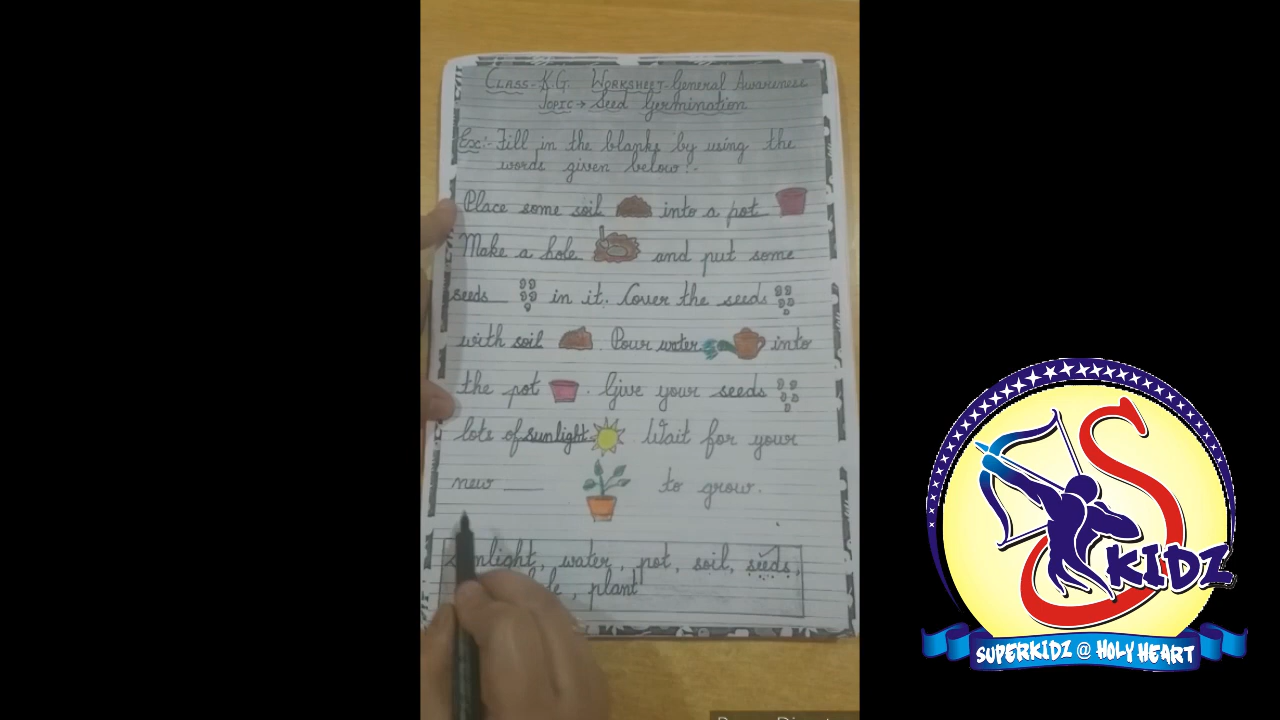 CLASS-K.G. WORKSHEET-General Awareness
TOPIC→ Seed Germination
Ex:- Fill in the blanks by using the
words given below:-
Place some soil into a pot
Make a hole and put some
seeds in it. Cover the seeds
with soil. Pour water into
the pot. Give your seeds
lots of sunlight. Wait for your
new ___ to grow.
sunlight, water, pot, soil, seeds,
, plant
S
KIDZ
SUPERKIDZ @ HOLY HEART